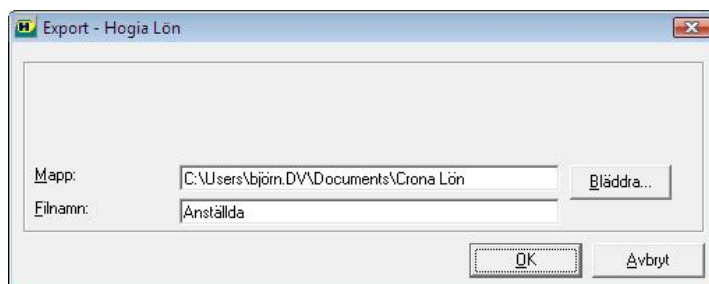 Export - Hogia Lön
Mapp: C:\Users\björn.DV\Documents\Crona Lön Bläddra...
Filnamn: Anställda
OK Avbryt